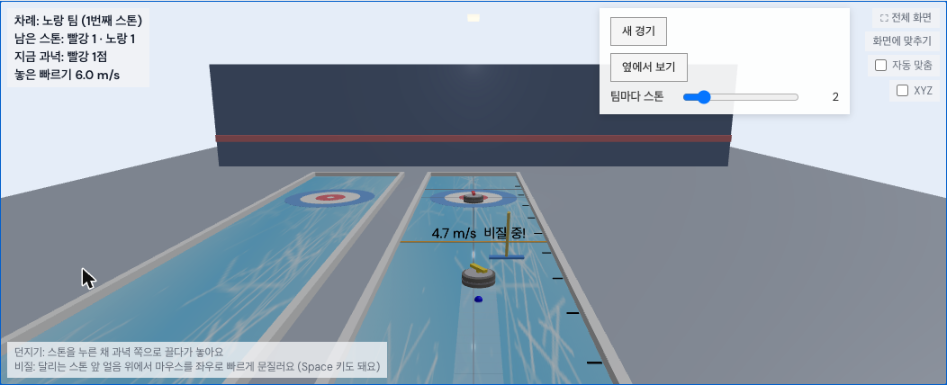 차례: 노랑 팀 (1번째 스톤)
남은 스톤: 빨강 1 · 노랑 1
지금 과녁: 빨강 1점
놓은 빠르기 6.0 m/s
새 경기
옆에서 보기
팀마다 스톤 2
전체 화면
화면에 맞추기
자동 맞춤
XYZ
4.7 m/s 비질 중!
던지기: 스톤을 누른 채 과녁 쪽으로 끌다가 놓아요
비질: 달리는 스톤 앞 얼음 위에서 마우스를 좌우로 빠르게 문질러요 (Space 키도 돼요)